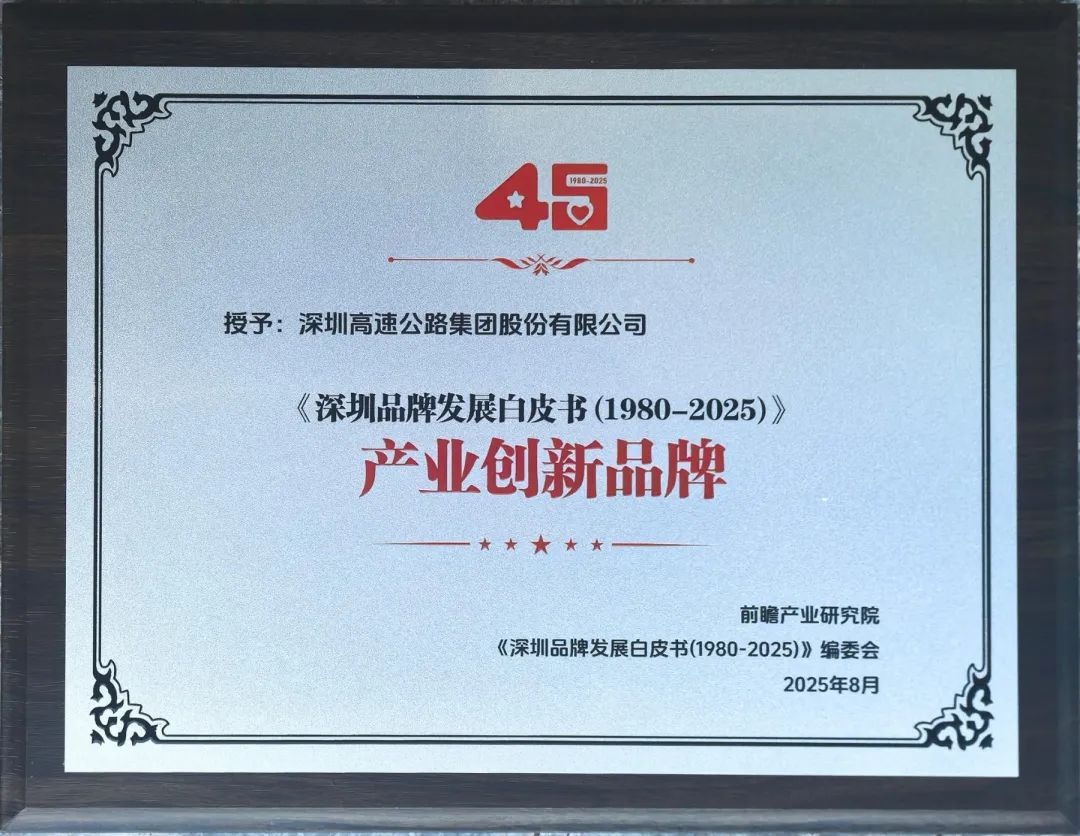 45
1980-2025
授予：深圳高速公路集团股份有限公司
《深圳品牌发展白皮书(1980-2025)》
产业创新品牌
前瞻产业研究院
《深圳品牌发展白皮书(1980-2025)》编委会
2025年8月